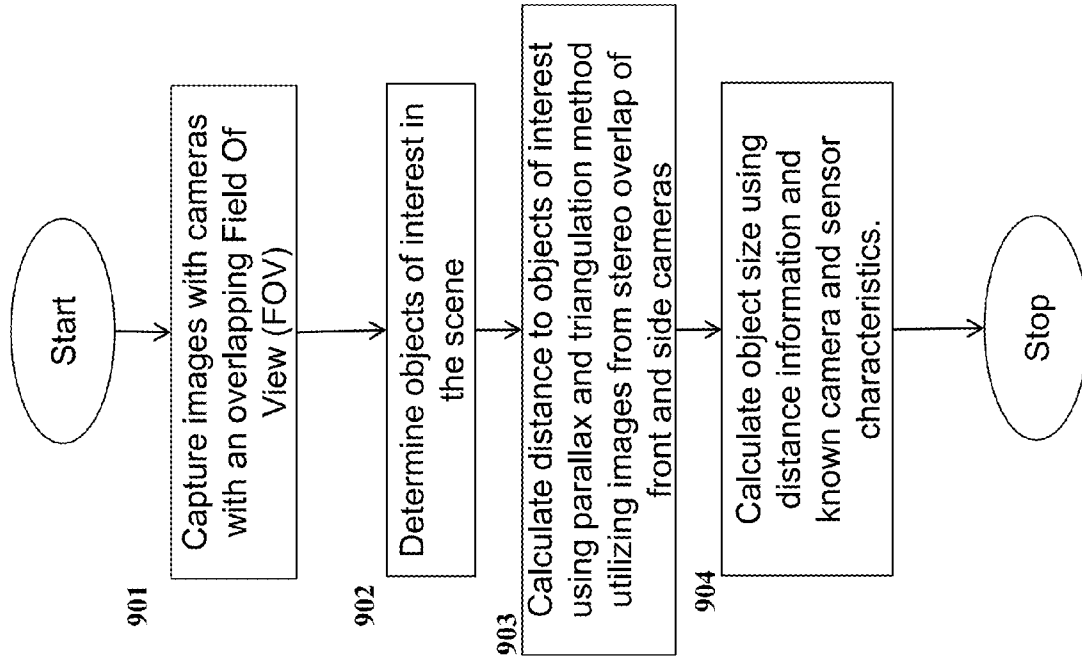 Start
901
Capture images with cameras
with an overlapping Field Of
View (FOV)
902
Determine objects of interest in
the scene
903
Calculate distance to objects of interest
using parallax and triangulation method
utilizing images from stereo overlap of
front and side cameras
904
Calculate object size using
distance information and
known camera and sensor
characteristics.
Stop